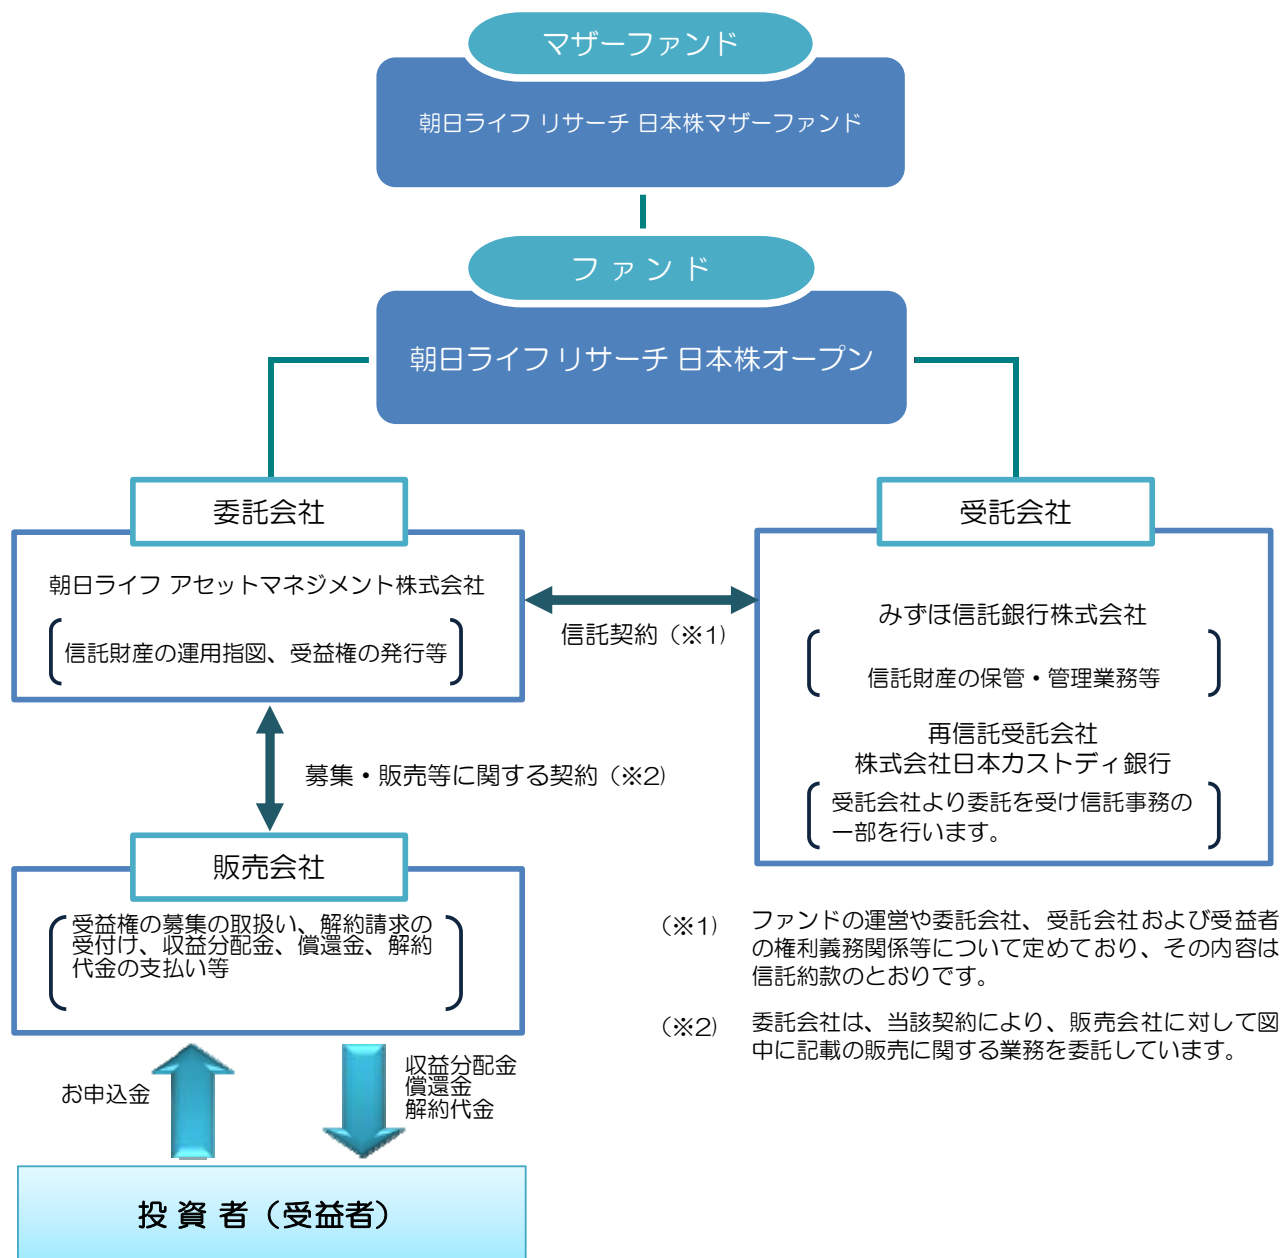 マザーファンド
朝日ライフ リサーチ 日本株マザーファンド
ファンド
朝日ライフ リサーチ 日本株オープン
委託会社
朝日ライフ アセットマネジメント株式会社
信託財産の運用指図、受益権の発行等
信託契約（※1）
受託会社
みずほ信託銀行株式会社
信託財産の保管・管理業務等
再信託受託会社
株式会社日本カストディ銀行
受託会社より委託を受け信託事務の
一部を行います。
募集・販売等に関する契約（※2）
販売会社
受益権の募集の取扱い、解約請求の
受付け、収益分配金、償還金、解約
代金の支払い等
（※1） ファンドの運営や委託会社、受託会社および受益者
の権利義務関係等について定めており、その内容は
信託約款のとおりです。
（※2） 委託会社は、当該契約により、販売会社に対して図
中に記載の販売に関する業務を委託しています。
お申込金
収益分配金
償還金
解約代金
投 資 者（受益者）